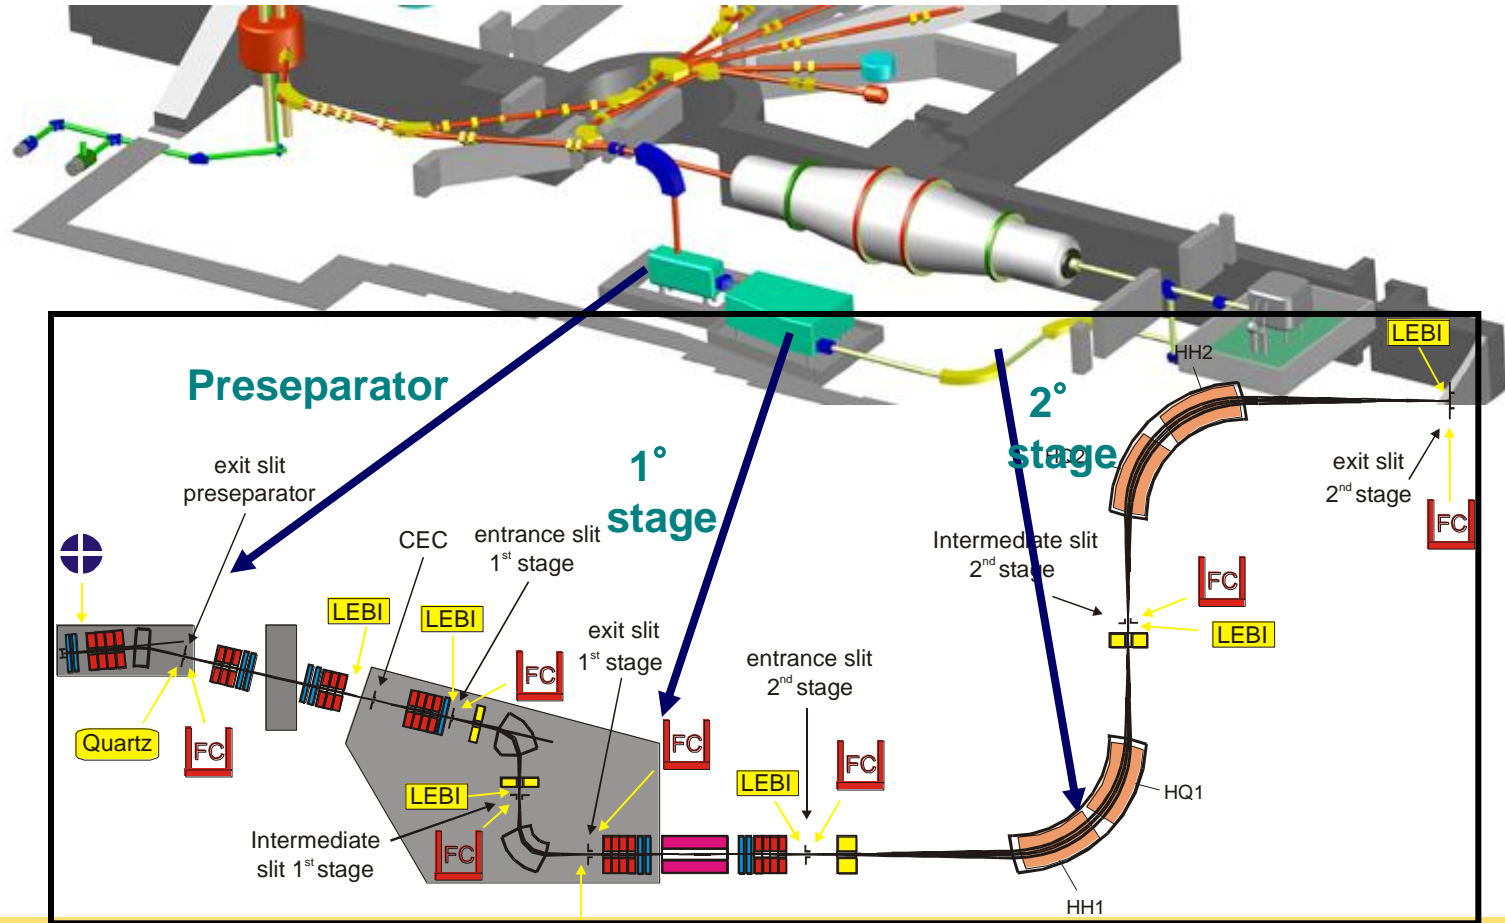 LEBI
HH2
Preseparator
2°
stage
HQ2
1°
stage
exit slit
preseparator
exit slit
2nd stage
FC
CEC
entrance slit
1st stage
Intermediate slit
2nd stage
FC
LEBI
LEBI
LEBI
exit slit
1st stage
FC
entrance slit
2nd stage
Quartz
FC
FC
LEBI
FC
LEBI
HQ1
Intermediate
slit 1st stage
FC
HH1